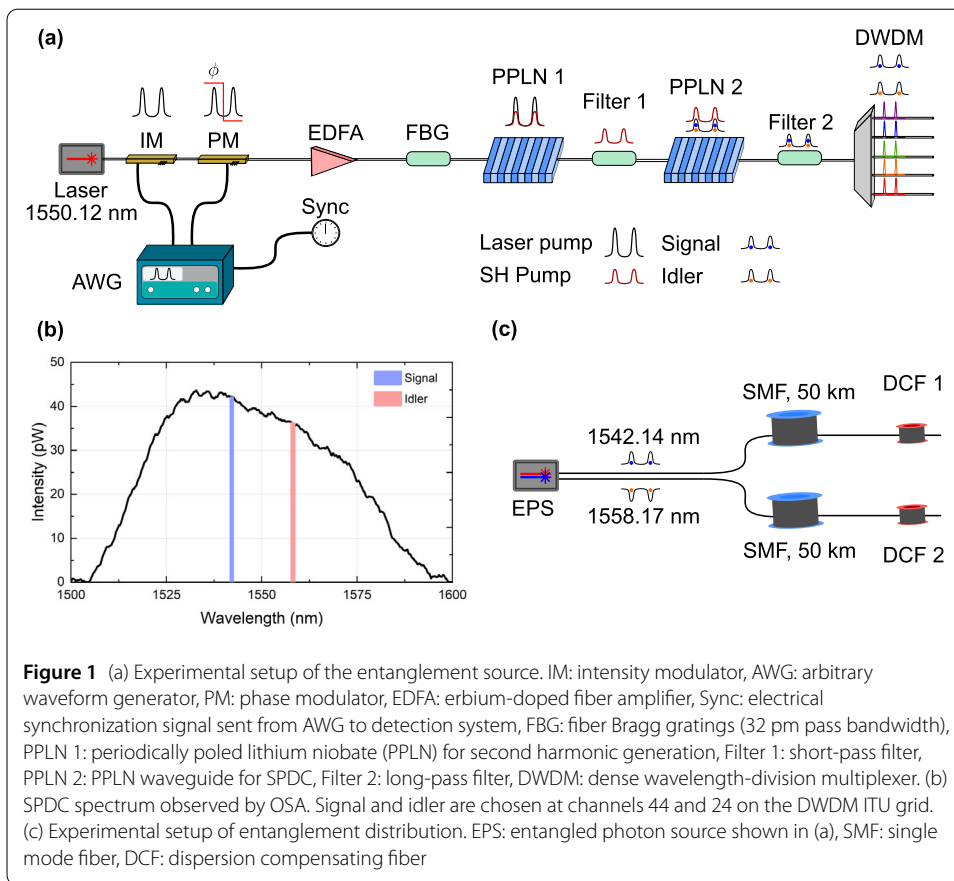 (a)
DWDM
ϕ
PPLN 1
PPLN 2
IM
PM
EDFA
FBG
Filter 1
Filter 2
Laser
1550.12 nm
Sync
AWG
Laser pump
Signal
SH Pump
Idler
(b)
50
40
30
20
10
0
Intensity (pW)
Signal
Idler
1500
1525
1550
1575
1600
Wavelength (nm)
(c)
SMF, 50 km
DCF 1
1542.14 nm
EPS
1558.17 nm
SMF, 50 km
DCF 2
Figure 1 (a) Experimental setup of the entanglement source. IM: intensity modulator, AWG: arbitrary
waveform generator, PM: phase modulator, EDFA: erbium-doped fiber amplifier, Sync: electrical
synchronization signal sent from AWG to detection system, FBG: fiber Bragg gratings (32 pm pass bandwidth),
PPLN 1: periodically poled lithium niobate (PPLN) for second harmonic generation, Filter 1: short-pass filter,
PPLN 2: PPLN waveguide for SPDC, Filter 2: long-pass filter, DWDM: dense wavelength-division multiplexer. (b)
SPDC spectrum observed by OSA. Signal and idler are chosen at channels 44 and 24 on the DWDM ITU grid.
(c) Experimental setup of entanglement distribution. EPS: entangled photon source shown in (a), SMF: single
mode fiber, DCF: dispersion compensating fiber